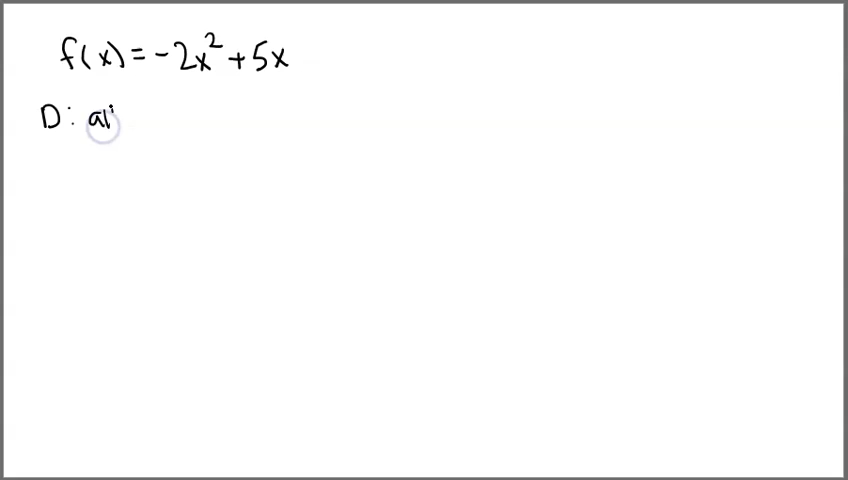 f(x) = -2x² + 5x
D: al